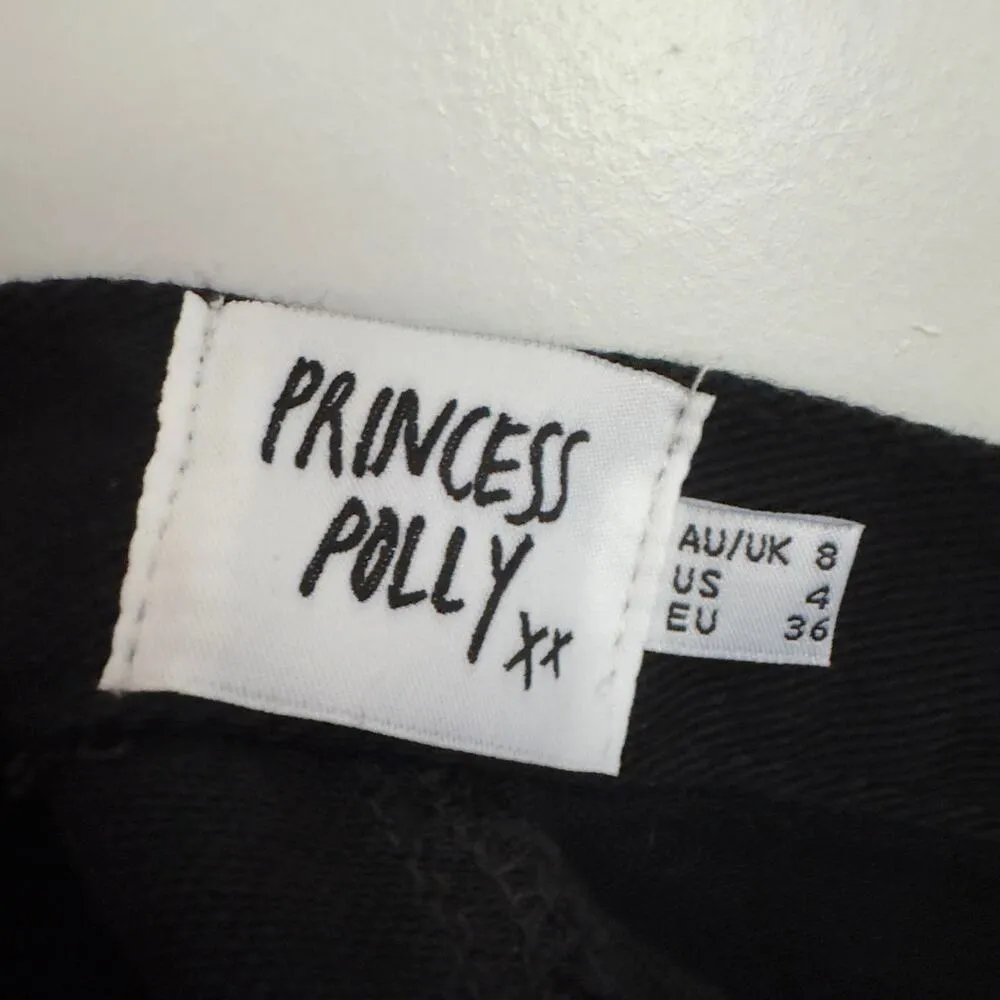 PRINCESS
POLLY xx
AU/UK 8
US 4
EU 36